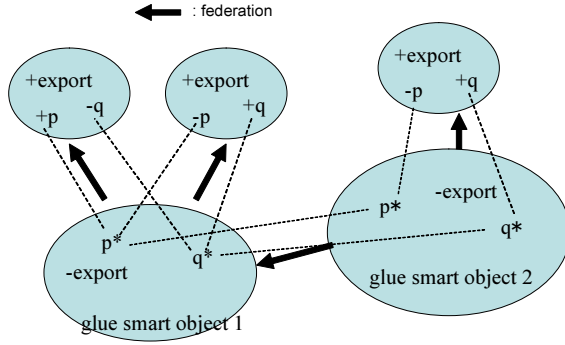 : federation
+export
+p
-q
+export
-p
+q
+export
-p
+q
p*
q*
-export
glue smart object 1
p*
-export
q*
glue smart object 2